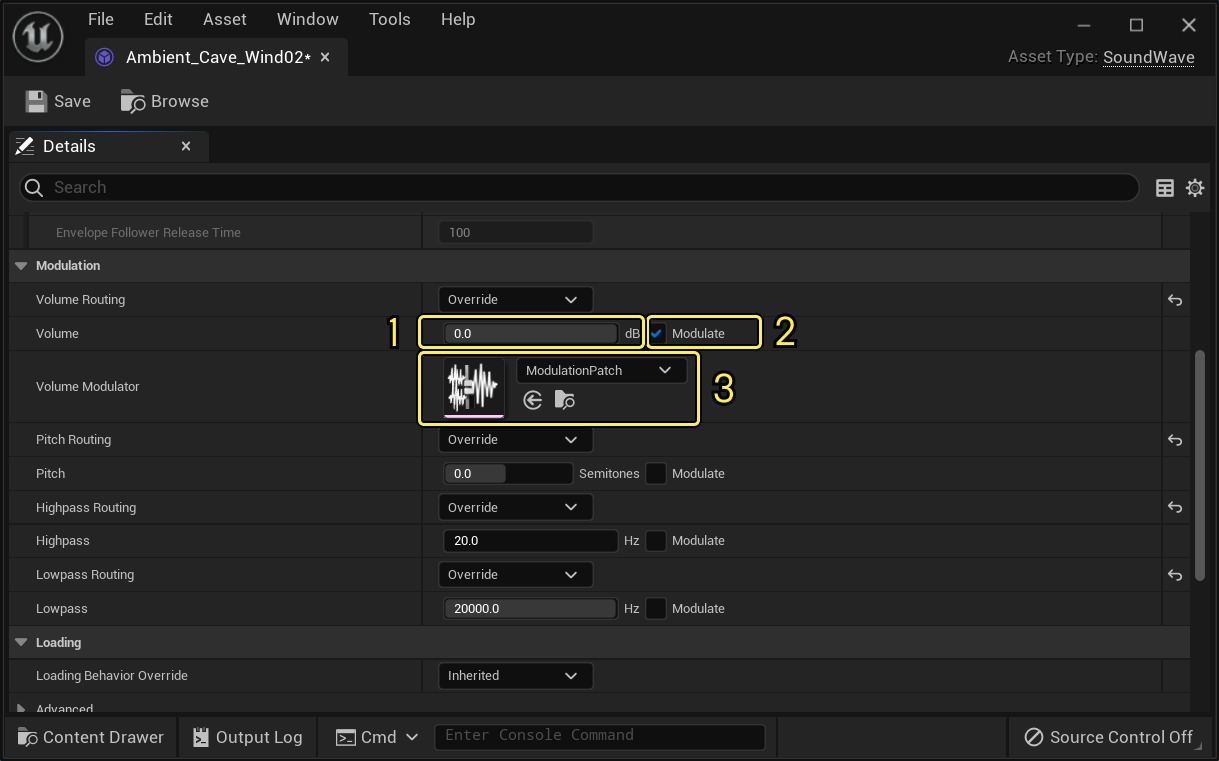 File Edit Asset Window Tools Help
Ambient_Cave_Wind02*
Asset Type: SoundWave
Save Browse
Details
Search
Envelope Follower Release Time 100
Modulation
Volume Routing Override
1
Volume 0.0 dB Modulate 2
Volume Modulator ModulationPatch 3
Pitch Routing Override
Pitch 0.0 Semitones Modulate
Highpass Routing Override
Highpass 20.0 Hz Modulate
Lowpass Routing Override
Lowpass 20000.0 Hz Modulate
Loading
Loading Behavior Override Inherited
Advanced
Content Drawer Output Log Cmd Enter Console Command Source Control Off